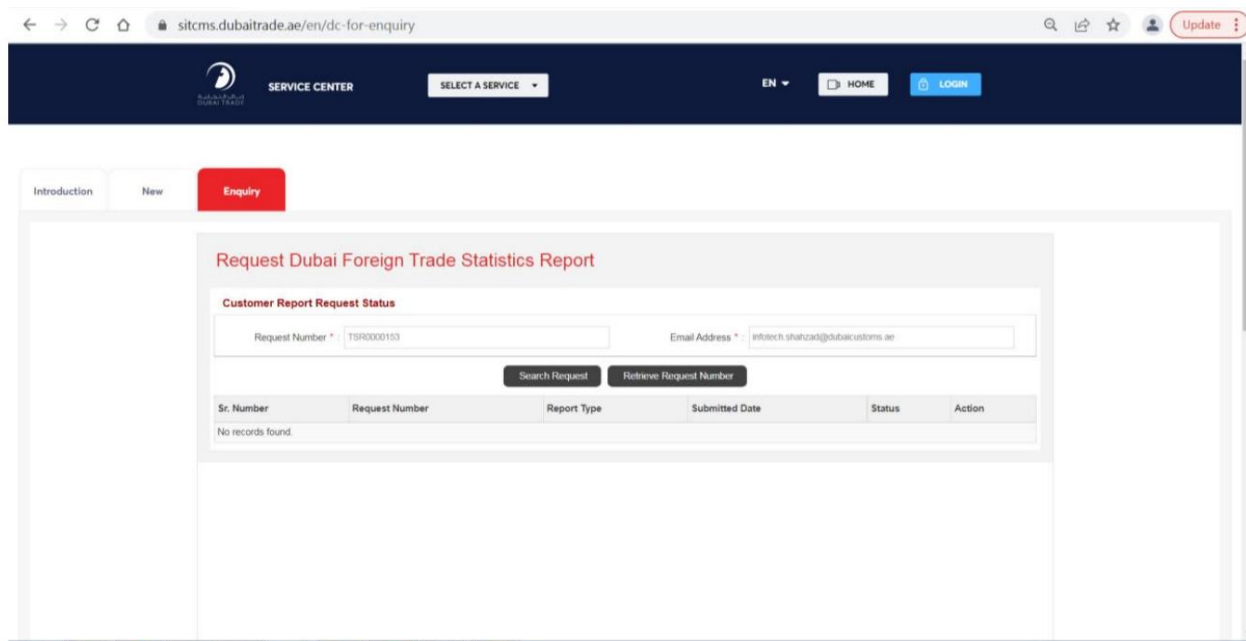 sitcms.dubaitrade.ae/en/dc-for-enquiry
Update
DUBAI TRADE
SERVICE CENTER
SELECT A SERVICE
EN
HOME
LOGIN
Introduction
New
Enquiry
Request Dubai Foreign Trade Statistics Report
Customer Report Request Status
Request Number * : TSR0000153
Email Address * : infotech.shahzad@dubaicustoms.ae
Search Request
Retrieve Request Number
Sr. Number Request Number Report Type Submitted Date Status Action
No records found.